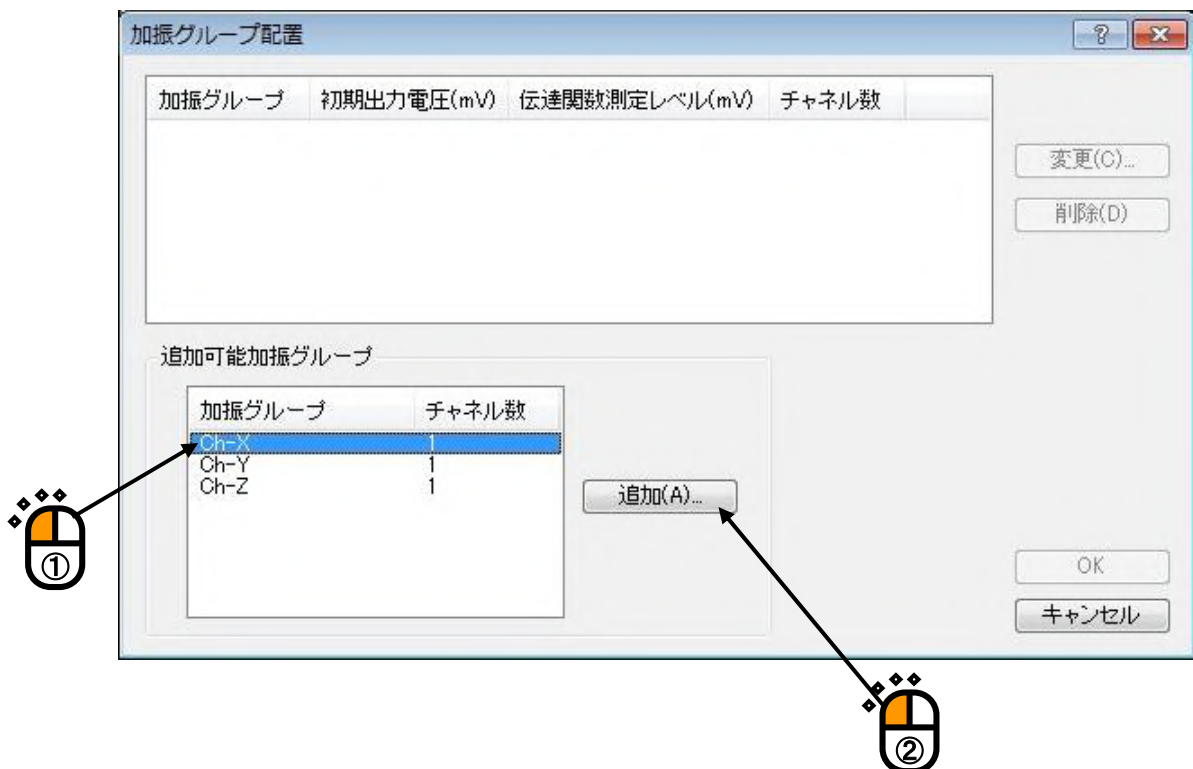 加振グループ配置
加振グループ 初期出力電圧(mV) 伝達関数測定レベル(mV) チャネル数
変更(C)...
削除(D)
追加可能加振グループ
加振グループ チャネル数
Ch-X 1
Ch-Y 1
Ch-Z 1
追加(A)...
①
OK
キャンセル
②